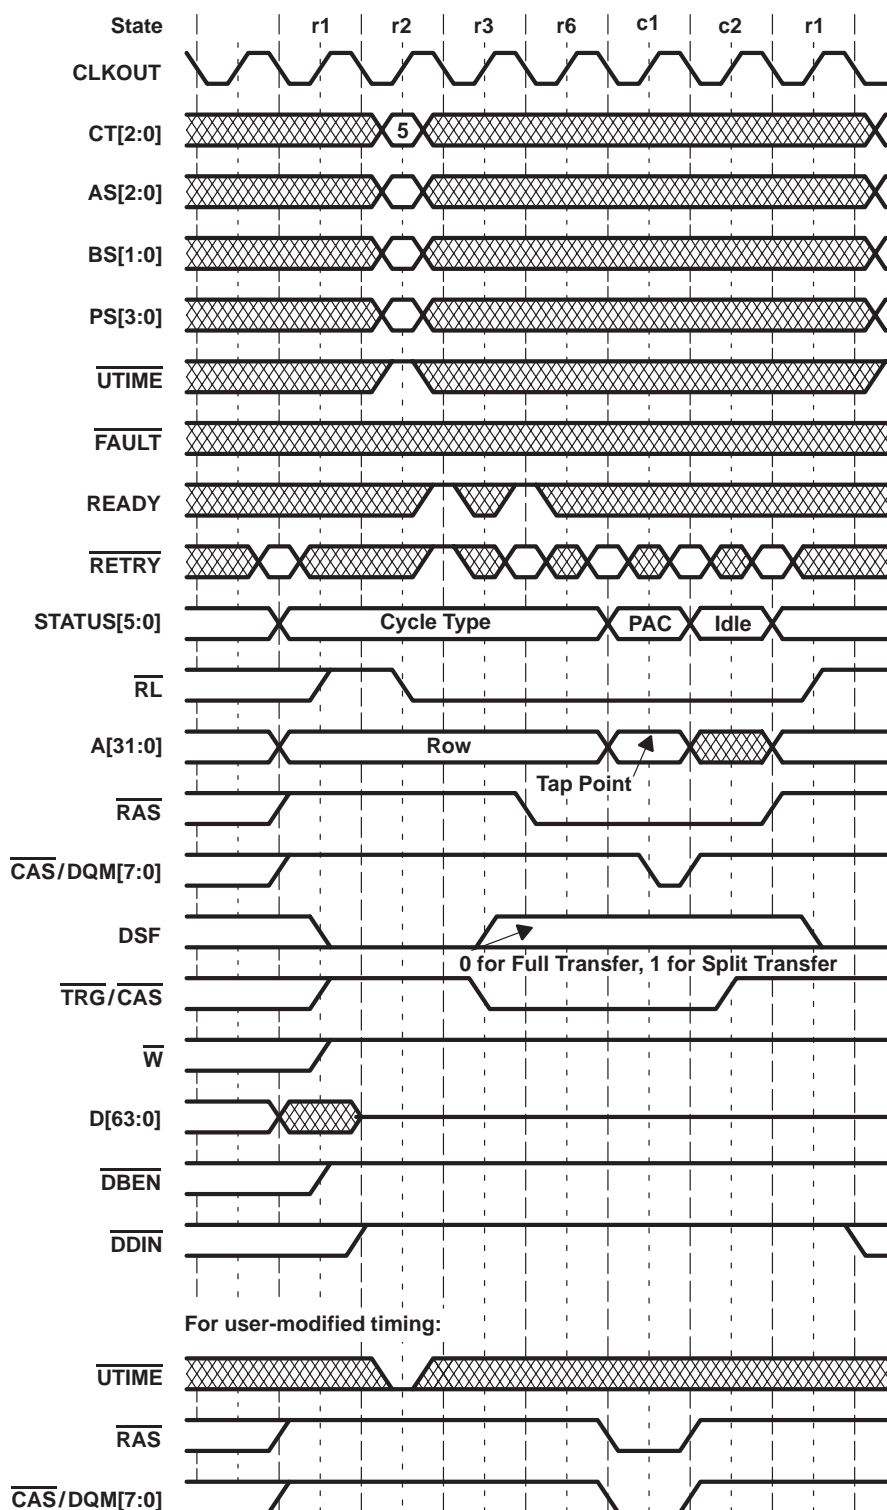 State r1 r2 r3 r6 c1 c2 r1
CLKOUT
CT[2:0] 5
AS[2:0]
BS[1:0]
PS[3:0]
UTIME
FAULT
READY
RETRY
STATUS[5:0] Cycle Type PAC Idle
RL
A[31:0] Row
Tap Point
RAS
CAS/DQM[7:0]
DSF
0 for Full Transfer, 1 for Split Transfer
TRG/CAS
W
D[63:0]
DBEN
DDIN
For user-modified timing:
UTIME
RAS
CAS/DQM[7:0]